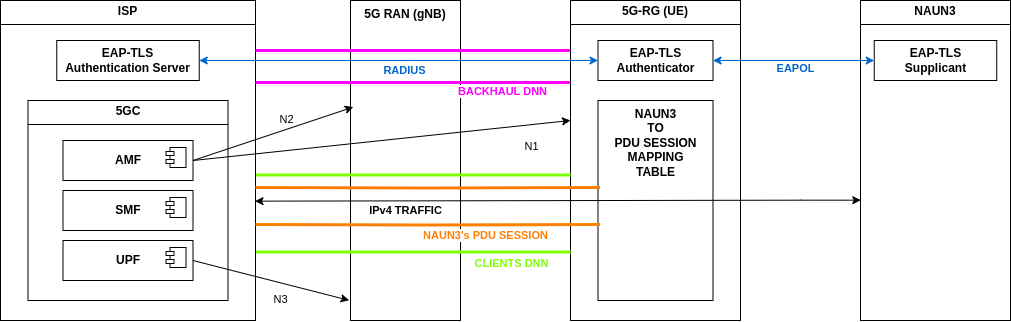 ISP
5G RAN (gNB)
5G-RG (UE)
NAUN3
EAP-TLS
Authentication Server
EAP-TLS
Authenticator
EAP-TLS
Supplicant
RADIUS
EAPOL
BACKHAUL DNN
5GC
N2
N1
NAUN3
TO
PDU SESSION
MAPPING
TABLE
AMF
SMF
IPv4 TRAFFIC
NAUN3's PDU SESSION
UPF
CLIENTS DNN
N3